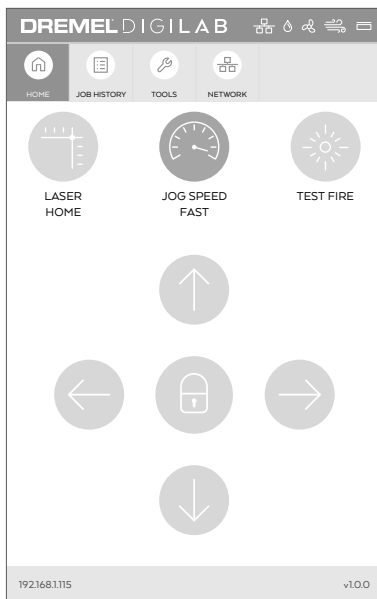 DREMEL DIGILAB
HOME JOB HISTORY TOOLS NETWORK
LASER HOME
JOG SPEED FAST
TEST FIRE
192.168.1.115 v1.0.0